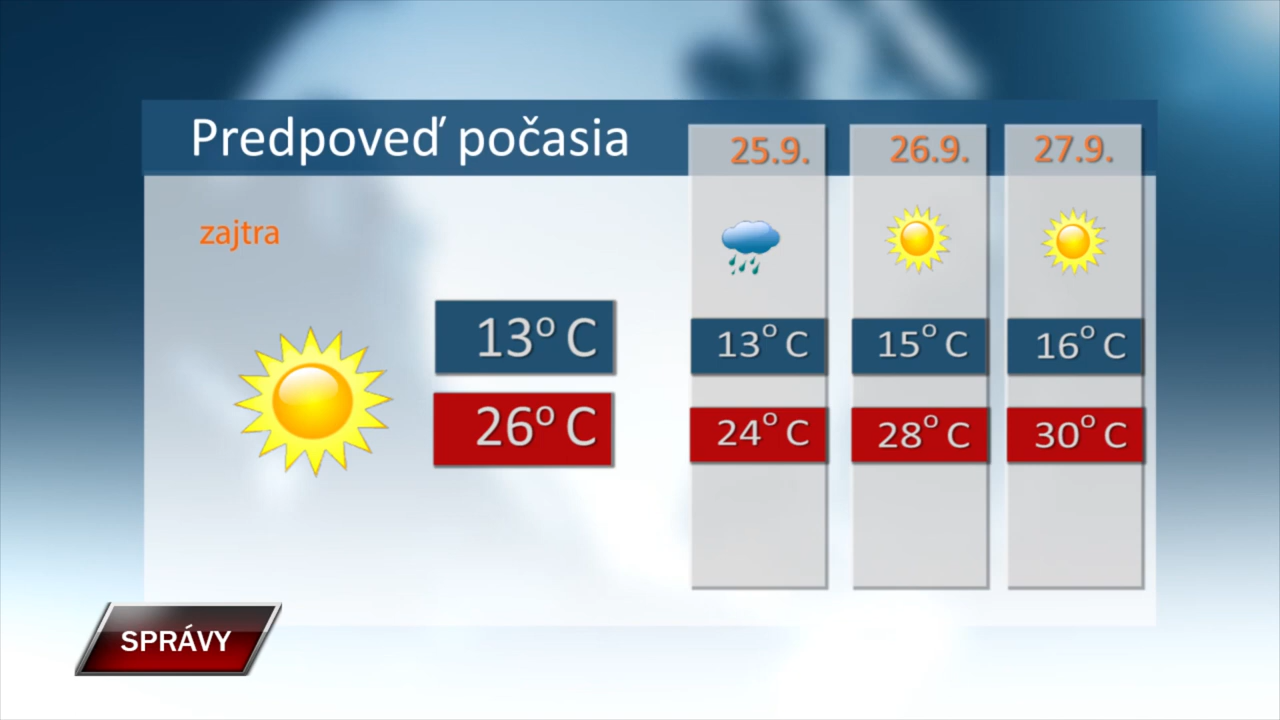 Predpoveď počasia
zajtra
13° C
26° C
25.9.
13° C
24° C
26.9.
15° C
28° C
27.9.
16° C
30° C
SPRÁVY